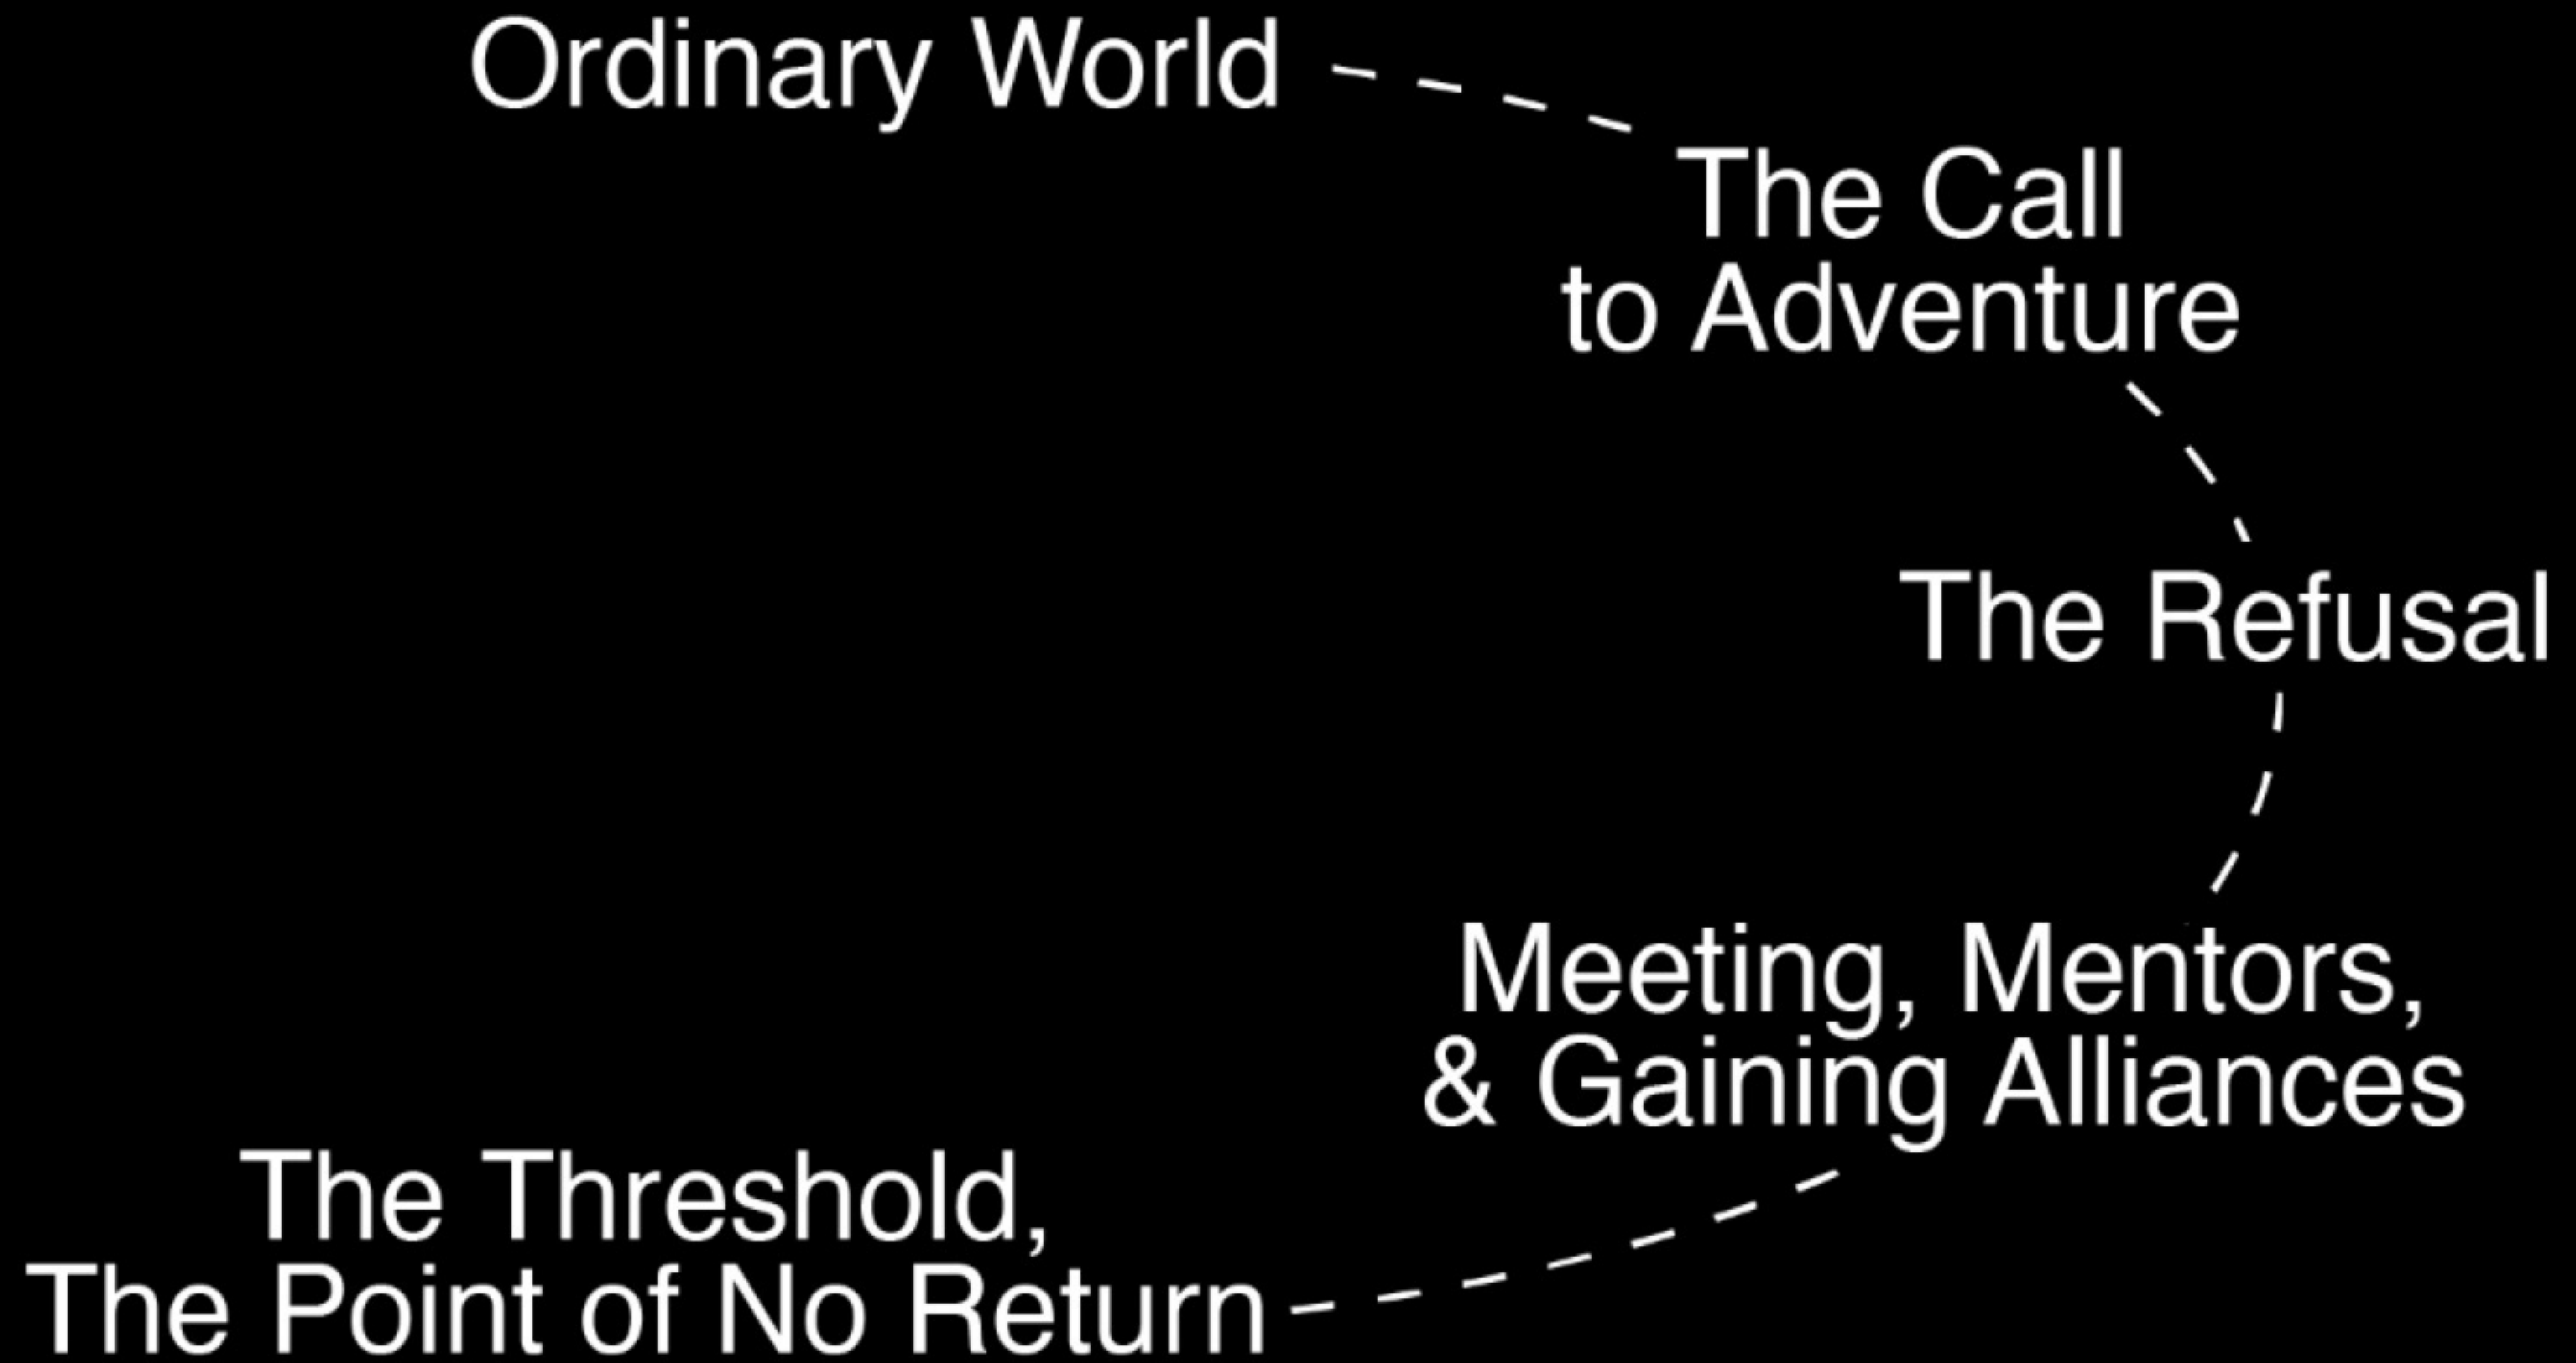 Ordinary World
The Call
to Adventure
The Refusal
Meeting, Mentors,
& Gaining Alliances
The Threshold,
The Point of No Return